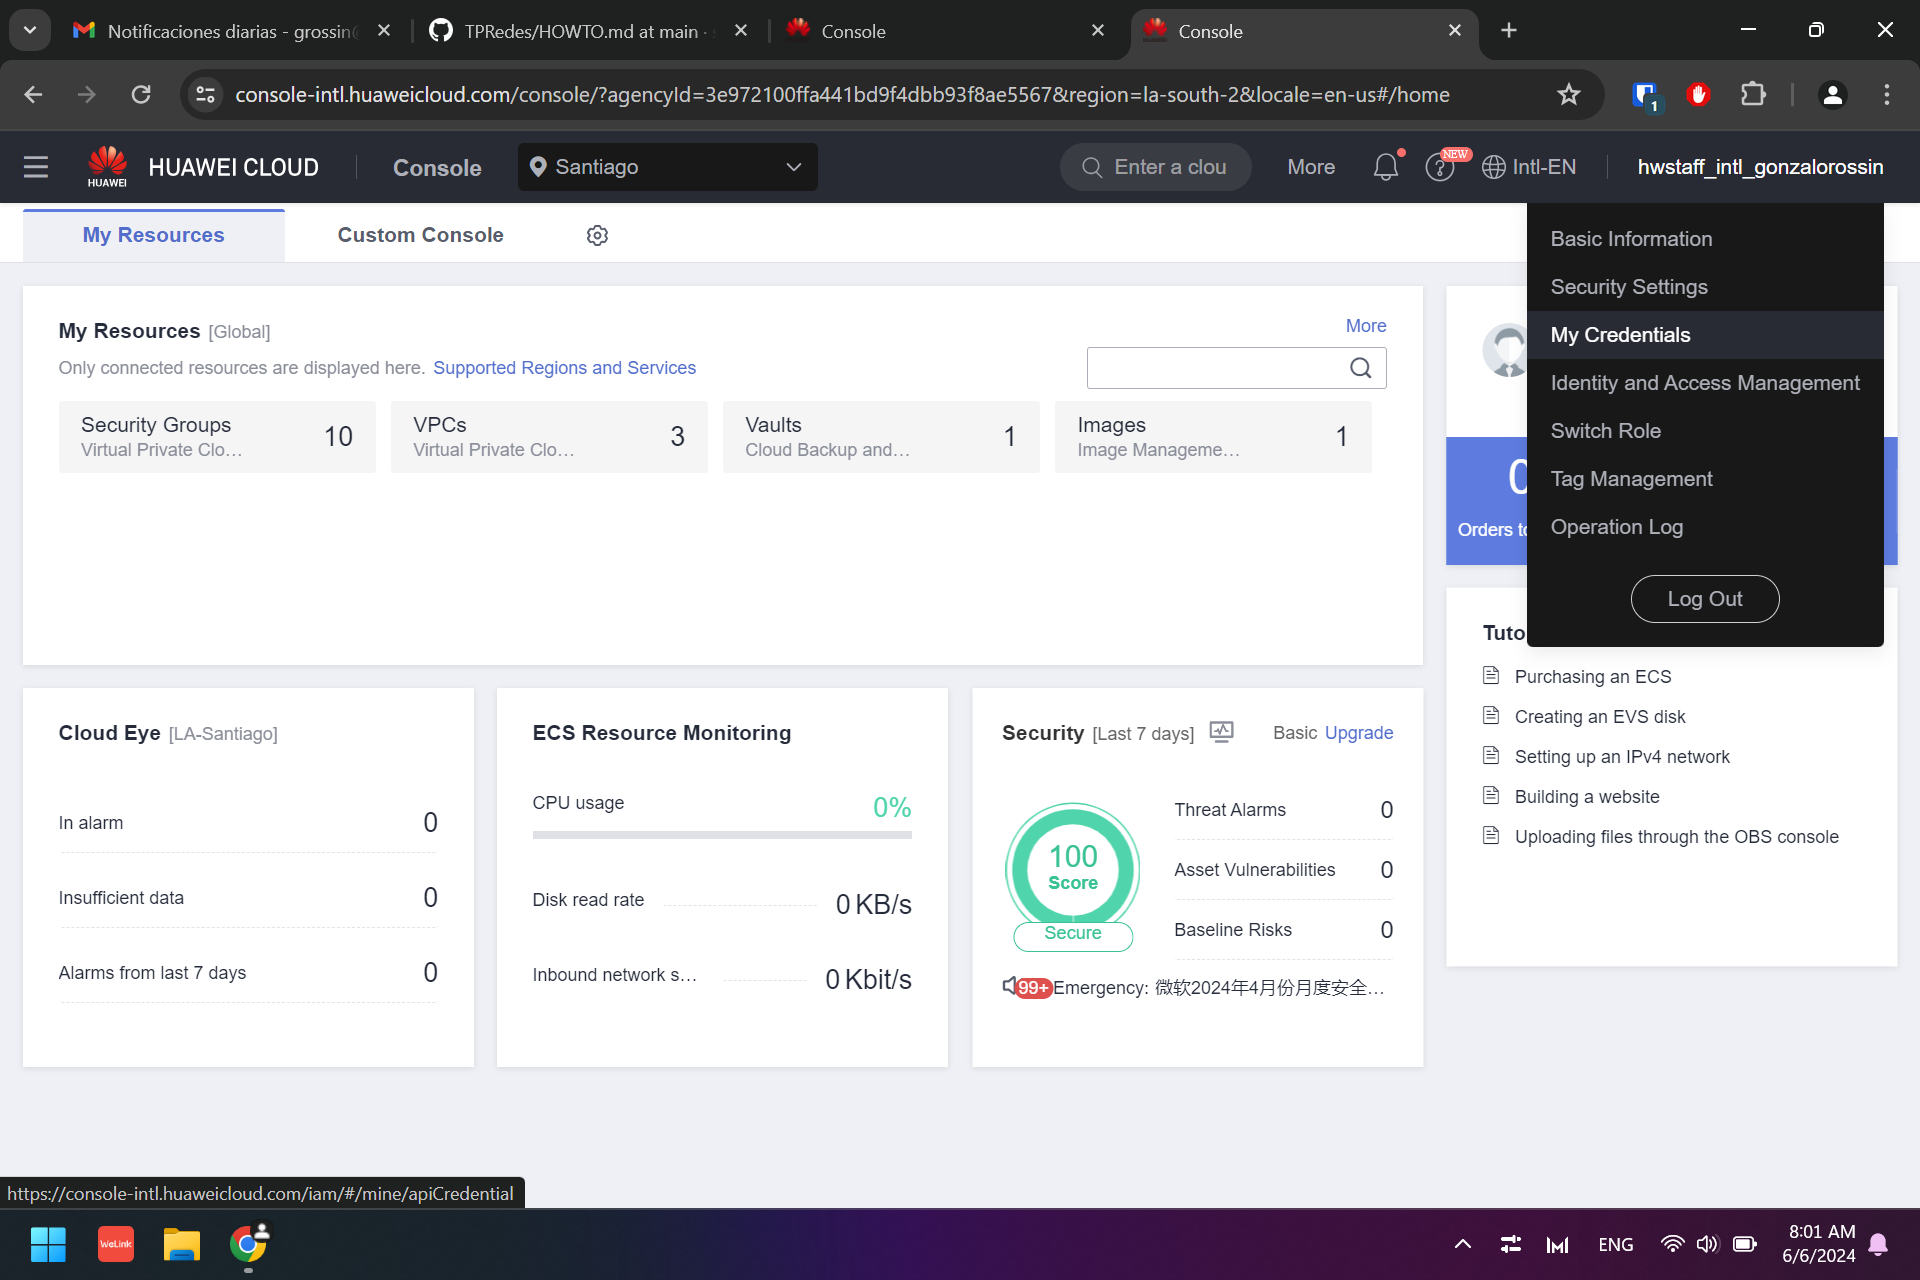 Notificaciones diarias - grossin
TPRedes/HOWTO.md at main
Console
Console
console-intl.huaweicloud.com/console/?agencyId=3e972100ffa441bd9f4dbb93f8ae5567&region=la-south-2&locale=en-us#/home
1
HUAWEI
HUAWEI CLOUD
Console
Santiago
Enter a clou
More
NEW
Intl-EN
hwstaff_intl_gonzalorossin
My Resources
Custom Console
Basic Information
Security Settings
My Credentials
Identity and Access Management
Switch Role
Tag Management
Operation Log
Log Out
My Resources [Global]
More
Only connected resources are displayed here. Supported Regions and Services
Security Groups
Virtual Private Clo…
10
VPCs
Virtual Private Clo…
3
Vaults
Cloud Backup and…
1
Images
Image Manageme…
1
0
Orders to
Tuto
Purchasing an ECS
Creating an EVS disk
Setting up an IPv4 network
Building a website
Uploading files through the OBS console
Cloud Eye [LA-Santiago]
In alarm 0
Insufficient data 0
Alarms from last 7 days 0
ECS Resource Monitoring
CPU usage 0%
Disk read rate 0 KB/s
Inbound network s… 0 Kbit/s
Security [Last 7 days] Basic Upgrade
100
Score
Secure
Threat Alarms 0
Asset Vulnerabilities 0
Baseline Risks 0
99+ Emergency: 微软2024年4月份月度安全…
https://console-intl.huaweicloud.com/iam/#/mine/apiCredential
WeLink
ENG
8:01 AM
6/6/2024